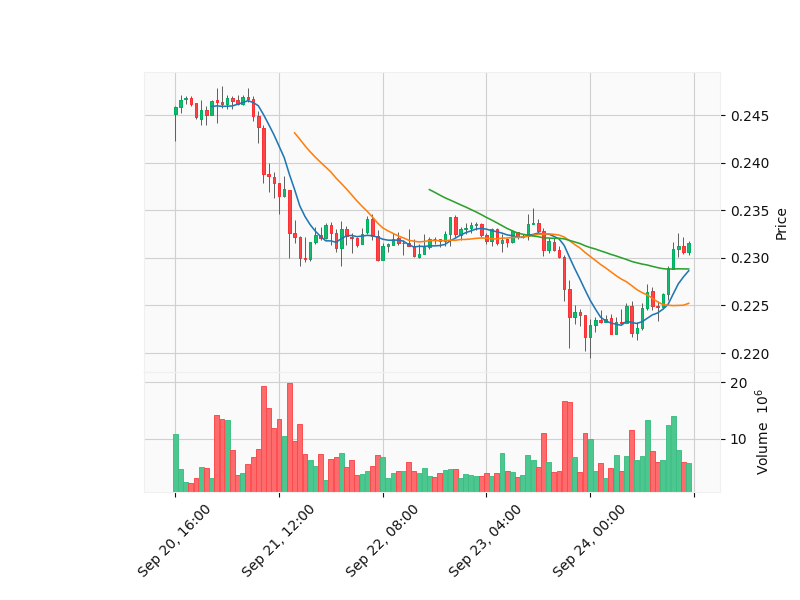 0.245
0.240
0.235
0.230
0.225
0.220
Price
20
10
Volume 10^6
Sep 20, 16:00
Sep 21, 12:00
Sep 22, 08:00
Sep 23, 04:00
Sep 24, 00:00